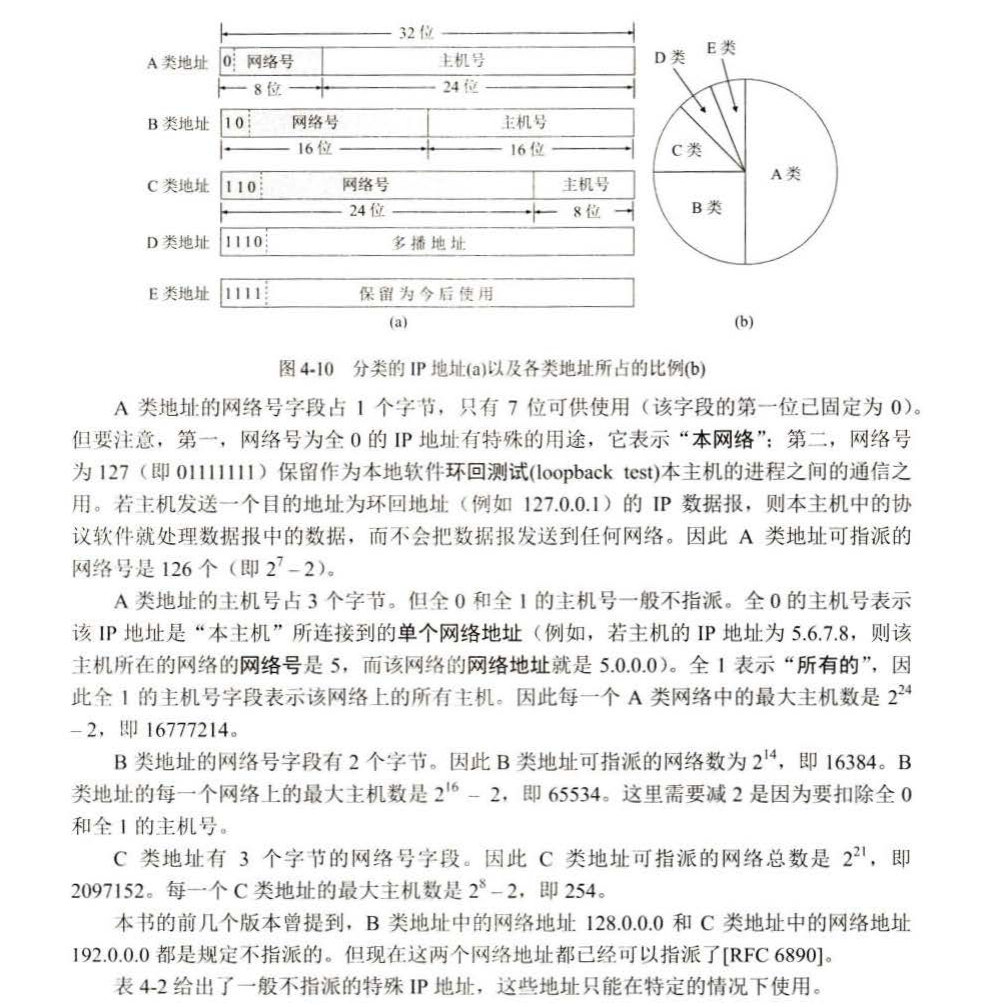 32 位
A 类地址 0 网络号 主机号
8 位 24 位
B 类地址 10 网络号 主机号
16 位 16 位
C 类地址 110 网络号 主机号
24 位 8 位
D 类地址 1110 多播地址
E 类地址 1111 保留为今后使用
(a)
D 类 E 类
C 类
A 类
B 类
(b)
图 4-10 分类的 IP 地址(a)以及各类地址所占的比例(b)
A 类地址的网络号字段占 1 个字节，只有 7 位可供使用（该字段的第一位已固定为 0）。
但要注意，第一，网络号为全 0 的 IP 地址有特殊的用途，它表示“本网络”；第二，网络号
为 127（即 01111111）保留作为本地软件环回测试(loopback test)本主机的进程之间的通信之
用。若主机发送一个目的地址为环回地址（例如 127.0.0.1）的 IP 数据报，则本主机中的协
议软件就处理数据报中的数据，而不会把数据报发送到任何网络。因此 A 类地址可指派的
网络号是 126 个（即 2⁷ – 2）。
A 类地址的主机号占 3 个字节。但全 0 和全 1 的主机号一般不指派。全 0 的主机号表示
该 IP 地址是“本主机”所连接到的单个网络地址（例如，若主机的 IP 地址为 5.6.7.8，则该
主机所在的网络的网络号是 5，而该网络的网络地址就是 5.0.0.0）。全 1 表示“所有的”，因
此全 1 的主机号字段表示该网络上的所有主机。因此每一个 A 类网络中的最大主机数是 2²⁴
– 2，即 16777214。
B 类地址的网络号字段有 2 个字节。因此 B 类地址可指派的网络数为 2¹⁴，即 16384。B
类地址的每一个网络上的最大主机数是 2¹⁶ – 2，即 65534。这里需要减 2 是因为要扣除全 0
和全 1 的主机号。
C 类地址有 3 个字节的网络号字段。因此 C 类地址可指派的网络总数是 2²¹，即
2097152。每一个 C 类地址的最大主机数是 2⁸ – 2，即 254。
本书的前几个版本曾提到，B 类地址中的网络地址 128.0.0.0 和 C 类地址中的网络地址
192.0.0.0 都是规定不指派的。但现在这两个网络地址都已经可以指派了[RFC 6890]。
表 4-2 给出了一般不指派的特殊 IP 地址，这些地址只能在特定的情况下使用。